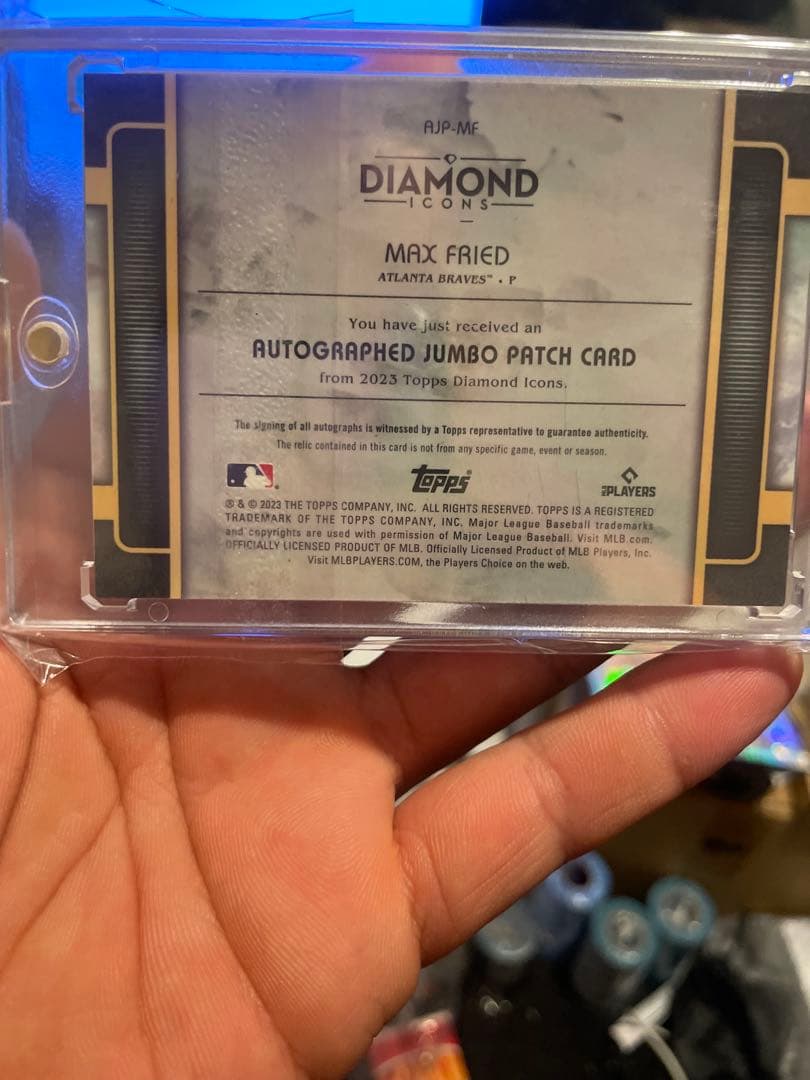 AJP-MF
DIAMOND
ICONS
MAX FRIED
ATLANTA BRAVES™ • P
You have just received an
AUTOGRAPHED JUMBO PATCH CARD
from 2023 Topps Diamond Icons.
The signing of all autographs is witnessed by a Topps representative to guarantee authenticity.
The relic contained in this card is not from any specific game, event or season.
topps®
MLB PLAYERS
® & © 2023 THE TOPPS COMPANY, INC. ALL RIGHTS RESERVED. TOPPS IS A REGISTERED
TRADEMARK OF THE TOPPS COMPANY, INC. Major League Baseball trademarks
and copyrights are used with permission of Major League Baseball. Visit MLB.com.
OFFICIALLY LICENSED PRODUCT OF MLB. Officially Licensed Product of MLB Players, Inc.
Visit MLBPLAYERS.COM, the Players Choice on the web.